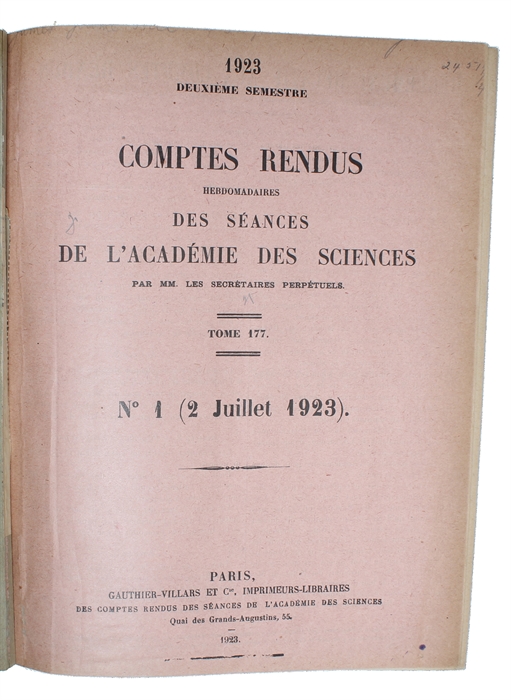 1923
DEUXIÈME SEMESTRE
COMPTES RENDUS
HEBDOMADAIRES
DES SÉANCES
DE L'ACADÉMIE DES SCIENCES
PAR MM. LES SECRÉTAIRES PERPÉTUELS.
TOME 177.
N° 1 (2 Juillet 1923).
PARIS,
GAUTHIER-VILLARS ET Cie, IMPRIMEURS-LIBRAIRES
DES COMPTES RENDUS DES SÉANCES DE L'ACADÉMIE DES SCIENCES
Quai des Grands-Augustins, 55.
1923.